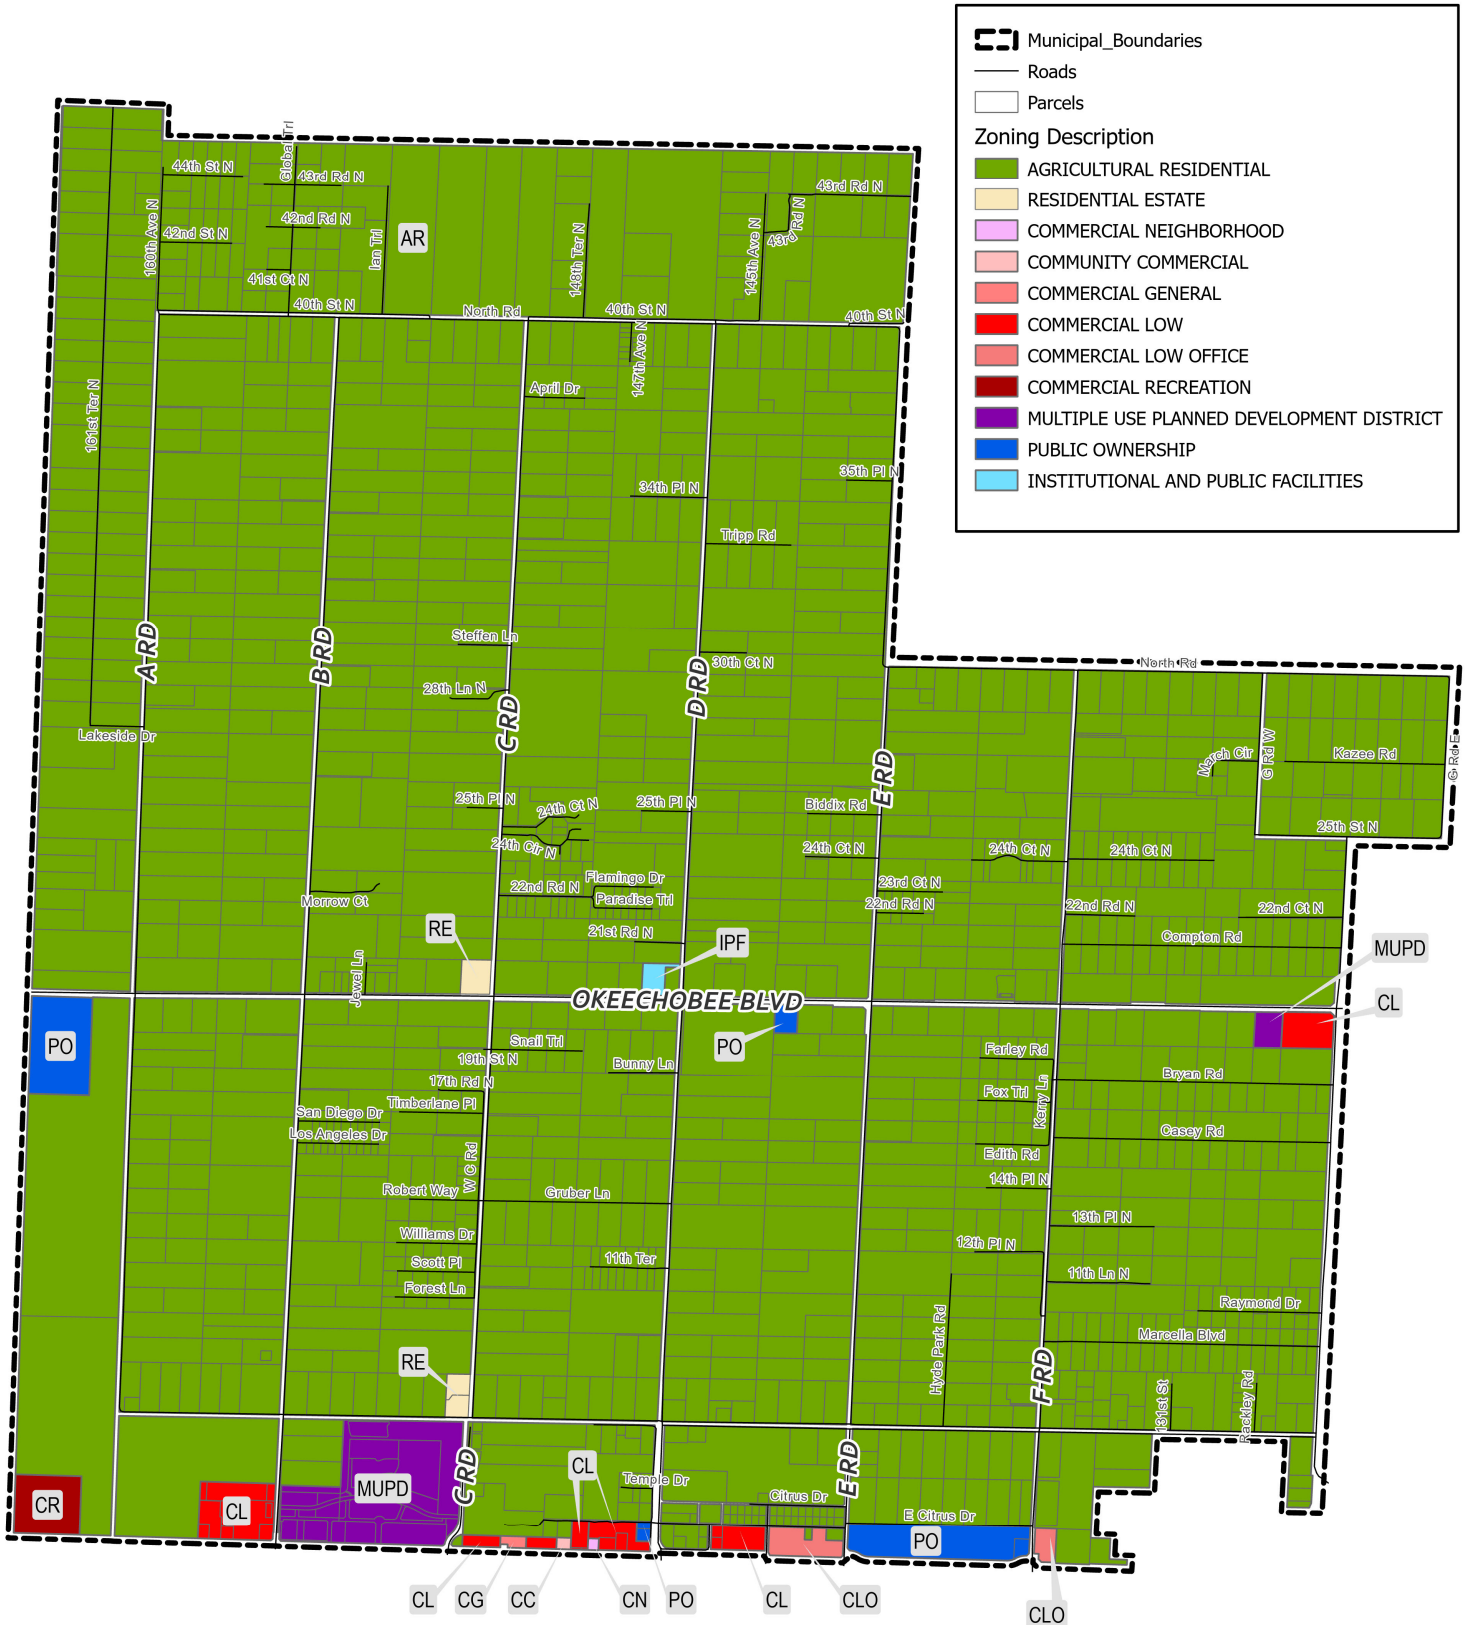 Municipal_Boundaries
Roads
Parcels
Zoning Description
AGRICULTURAL RESIDENTIAL
RESIDENTIAL ESTATE
COMMERCIAL NEIGHBORHOOD
COMMUNITY COMMERCIAL
COMMERCIAL GENERAL
COMMERCIAL LOW
COMMERCIAL LOW OFFICE
COMMERCIAL RECREATION
MULTIPLE USE PLANNED DEVELOPMENT DISTRICT
PUBLIC OWNERSHIP
INSTITUTIONAL AND PUBLIC FACILITIES
Global Trl
44th St N
43rd Rd N
43rd Rd N
42nd Rd N
43rd Rd N
160th Ave N
42nd St N
Ian Trl
AR
148th Ter N
145th Ave N
41st Ct N
40th St N
North Rd
40th St N
40th St N
147th Ave N
161st Ter N
April Dr
35th Pl N
34th Pl N
Tripp Rd
A RD
B RD
Steffen Ln
30th Ct N
North Rd
28th Ln N
C RD
D RD
Lakeside Dr
E RD
March Cir
G Rd W
Kazee Rd
G Rd E
25th Pl N
24th Ct N
25th Pl N
Biddix Rd
25th St N
24th Cir N
24th Ct N
24th Ct N
24th Ct N
Flamingo Dr
22nd Rd N
Paradise Trl
23rd Ct N
22nd Rd N
22nd Rd N
22nd Ct N
Morrow Ct
RE
21st Rd N
IPF
Compton Rd
MUPD
Jewel Ln
OKEECHOBEE BLVD
CL
PO
PO
Snail Trl
19th St N
Bunny Ln
Farley Rd
Bryan Rd
17th Rd N
Timberlane Pl
Fox Trl
Kerry Ln
San Diego Dr
Los Angeles Dr
Casey Rd
Edith Rd
W C Rd
Robert Way
Gruber Ln
14th Pl N
13th Pl N
Williams Dr
12th Pl N
Scott Pl
11th Ter
11th Ln N
Forest Ln
Raymond Dr
Hyde Park Rd
Marcella Blvd
RE
F RD
131st St
Rackley Rd
C RD
E RD
CL
Temple Dr
MUPD
Citrus Dr
CR
CL
E Citrus Dr
PO
CL
CG
CC
CN
PO
CL
CLO
CLO